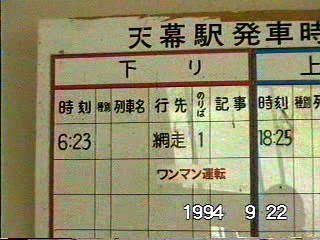 天幕駅発車時
下り 上
時刻 種別 列車名 行先 のりば 記事 時刻 種別 列
6:23 網走 1 18:25
ワンマン運転
1994 9 22